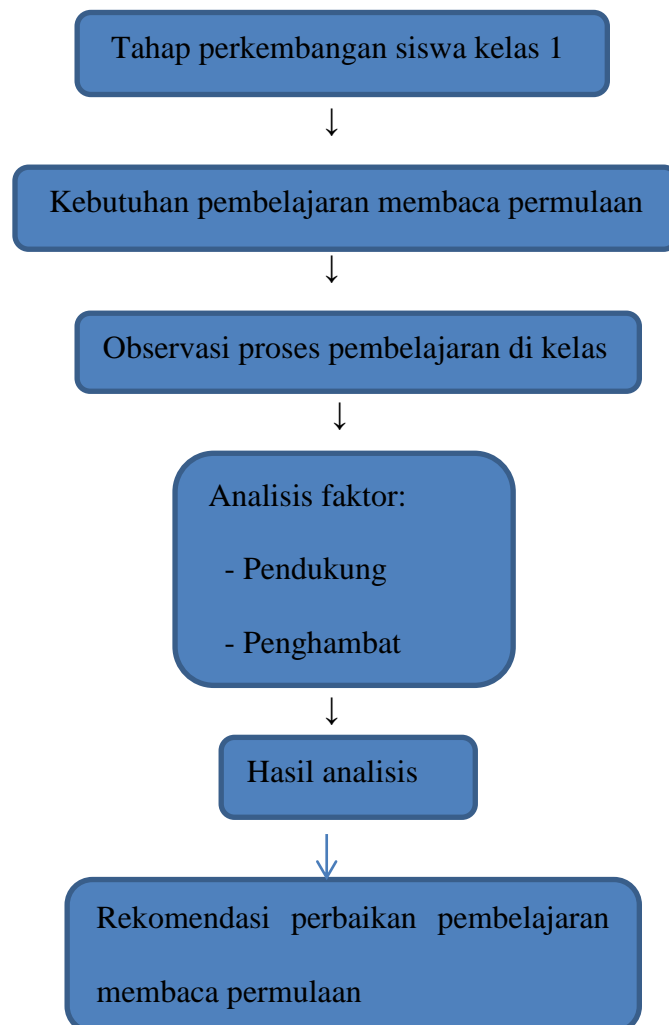 Tahap perkembangan siswa kelas 1
↓
Kebutuhan pembelajaran membaca permulaan
↓
Observasi proses pembelajaran di kelas
↓
Analisis faktor:
- Pendukung
- Penghambat
↓
Hasil analisis
Rekomendasi perbaikan pembelajaran
membaca permulaan